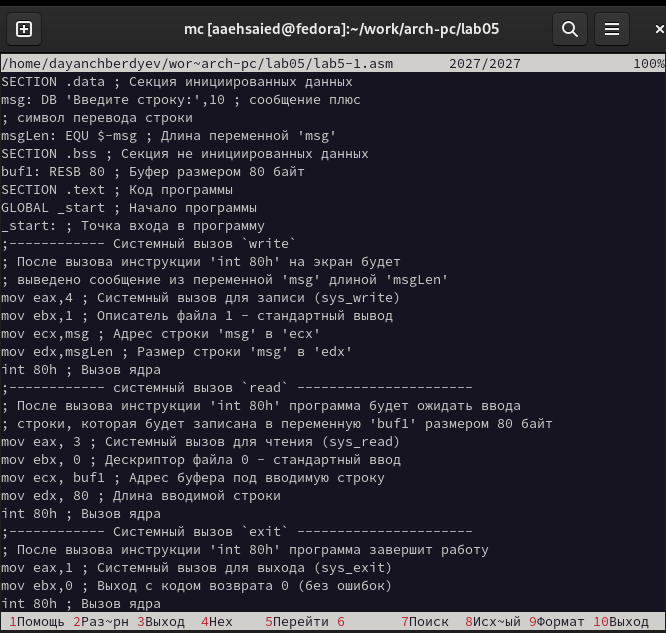 mc [aaehsaied@fedora]:~/work/arch-pc/lab05
/home/dayanchberdyev/wor~arch-pc/lab05/lab5-1.asm 2027/2027 100%
SECTION .data ; Секция инициированных данных
msg: DB 'Введите строку:',10 ; сообщение плюс
; символ перевода строки
msgLen: EQU $-msg ; Длина переменной 'msg'
SECTION .bss ; Секция не инициированных данных
buf1: RESB 80 ; Буфер размером 80 байт
SECTION .text ; Код программы
GLOBAL _start ; Начало программы
_start: ; Точка входа в программу
;------------ Системный вызов `write`
; После вызова инструкции 'int 80h' на экран будет
; выведено сообщение из переменной 'msg' длиной 'msgLen'
mov eax,4 ; Системный вызов для записи (sys_write)
mov ebx,1 ; Описатель файла 1 - стандартный вывод
mov ecx,msg ; Адрес строки 'msg' в 'ecx'
mov edx,msgLen ; Размер строки 'msg' в 'edx'
int 80h ; Вызов ядра
;------------ системный вызов `read` ----------------------
; После вызова инструкции 'int 80h' программа будет ожидать ввода
; строки, которая будет записана в переменную 'buf1' размером 80 байт
mov eax, 3 ; Системный вызов для чтения (sys_read)
mov ebx, 0 ; Дескриптор файла 0 - стандартный ввод
mov ecx, buf1 ; Адрес буфера под вводимую строку
mov edx, 80 ; Длина вводимой строки
int 80h ; Вызов ядра
;------------ Системный вызов `exit` ----------------------
; После вызова инструкции 'int 80h' программа завершит работу
mov eax,1 ; Системный вызов для выхода (sys_exit)
mov ebx,0 ; Выход с кодом возврата 0 (без ошибок)
int 80h ; Вызов ядра
1Помощь 2Раз~рн 3Выход 4Hex 5Перейти 6 7Поиск 8Исх~ый 9Формат 10Выход